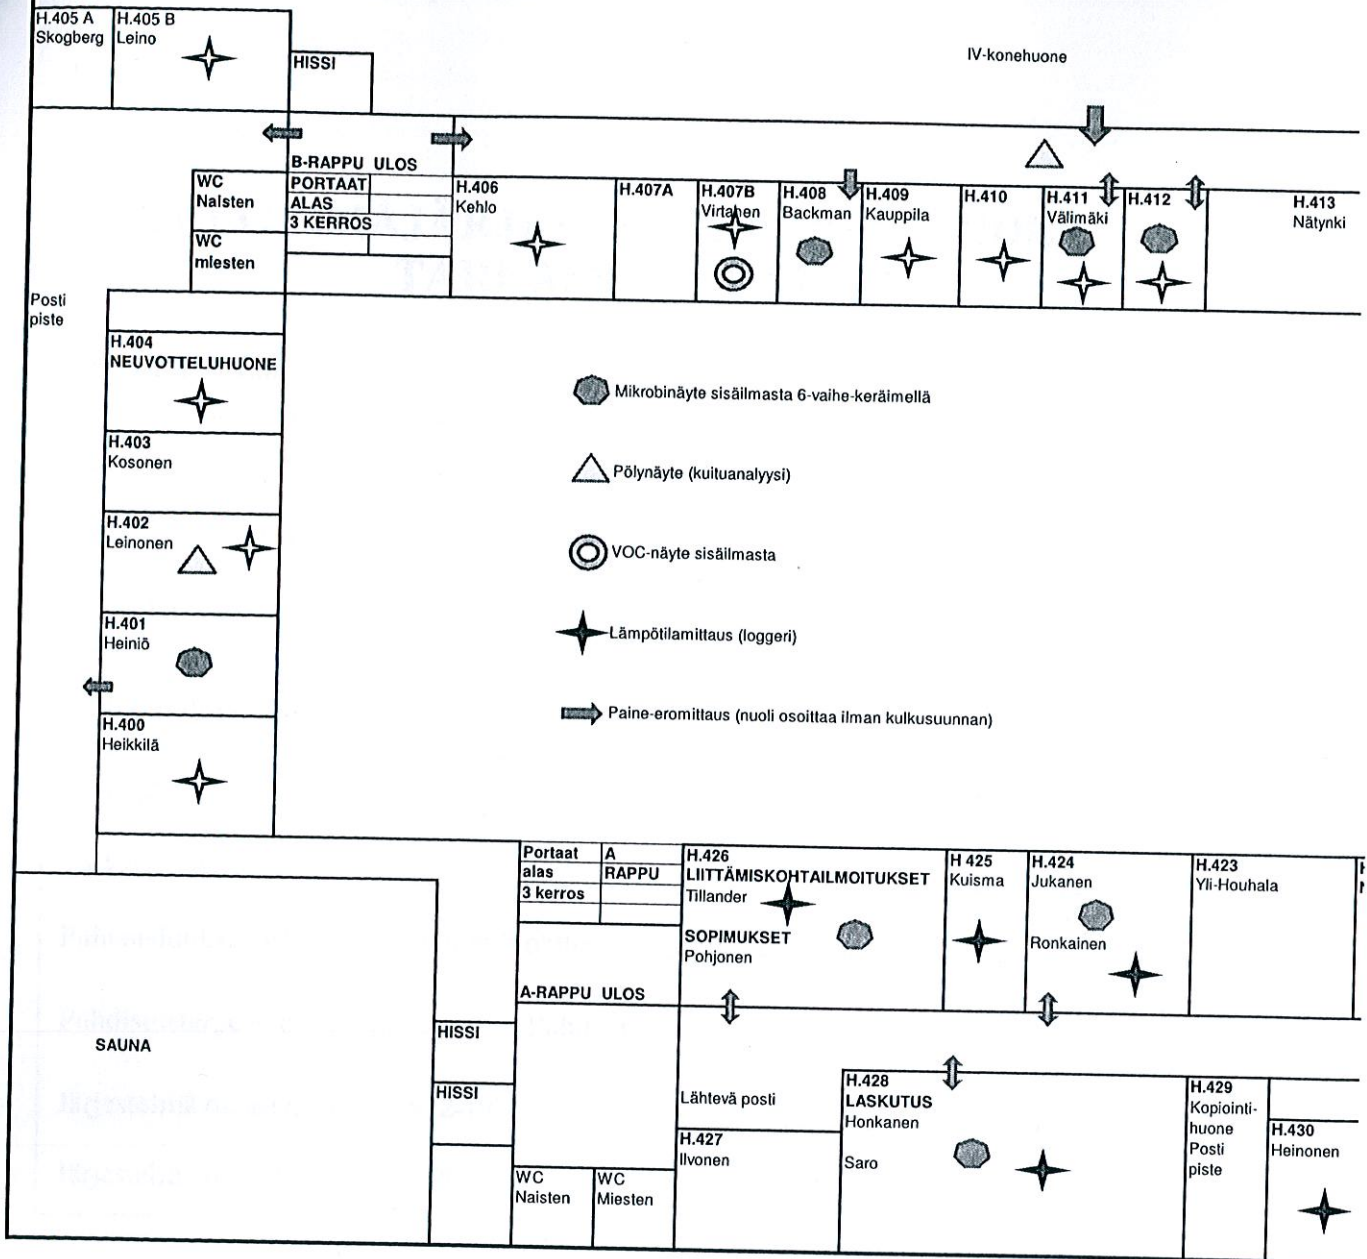 H.405 A
Skogberg
H.405 B
Leino
HISSI
IV-konehuone
B-RAPPU ULOS
PORTAAT
ALAS
3 KERROS
WC
Naisten
WC
miesten
H.406
Kehlo
H.407A
H.407B
Virtanen
H.408
Backman
H.409
Kauppila
H.410
H.411
Välimäki
H.412
H.413
Nätynki
Posti
piste
H.404
NEUVOTTELUHUONE
H.403
Kosonen
H.402
Leinonen
H.401
Heiniö
H.400
Heikkilä
Mikrobinäyte sisäilmasta 6-vaihe-keräimellä
Pölynäyte (kuituanalyysi)
VOC-näyte sisäilmasta
Lämpötilamittaus (loggeri)
Paine-eromittaus (nuoli osoittaa ilman kulkusuunnan)
Portaat
alas
3 kerros
A
RAPPU
A-RAPPU ULOS
H.426
LIITTÄMISKOHTAILMOITUKSET
Tillander
SOPIMUKSET
Pohjonen
H 425
Kuisma
H.424
Jukanen
Ronkainen
H.423
Yli-Houhala
SAUNA
HISSI
HISSI
WC
Naisten
WC
Miesten
Lähtevä posti
H.427
Ilvonen
H.428
LASKUTUS
Honkanen
Saro
H.429
Kopiointi-
huone
Posti
piste
H.430
Heinonen